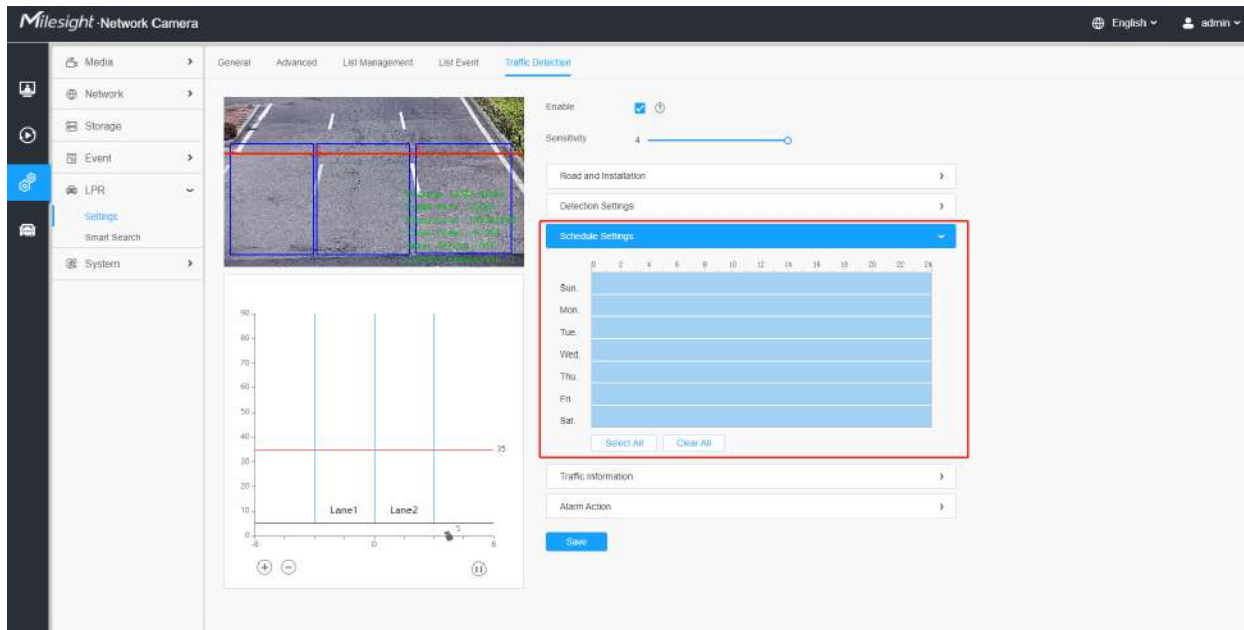 Milesight -Network Camera
English
admin
Media
Network
Storage
Event
LPR
Settings
Smart Search
System
General Advanced List Management List Event Traffic Detection
Enable
Sensitivity 4
Road and Installation
Detection Settings
Schedule Settings
0 2 4 6 8 10 12 14 16 18 20 22 24
Sun.
Mon.
Tue.
Wed.
Thu.
Fri.
Sat.
Select All Clear All
Traffic Information
Alarm Action
Save
90
80
70
60
50
40
35
30
20
10
Lane1 Lane2
5
0
-8 0 8